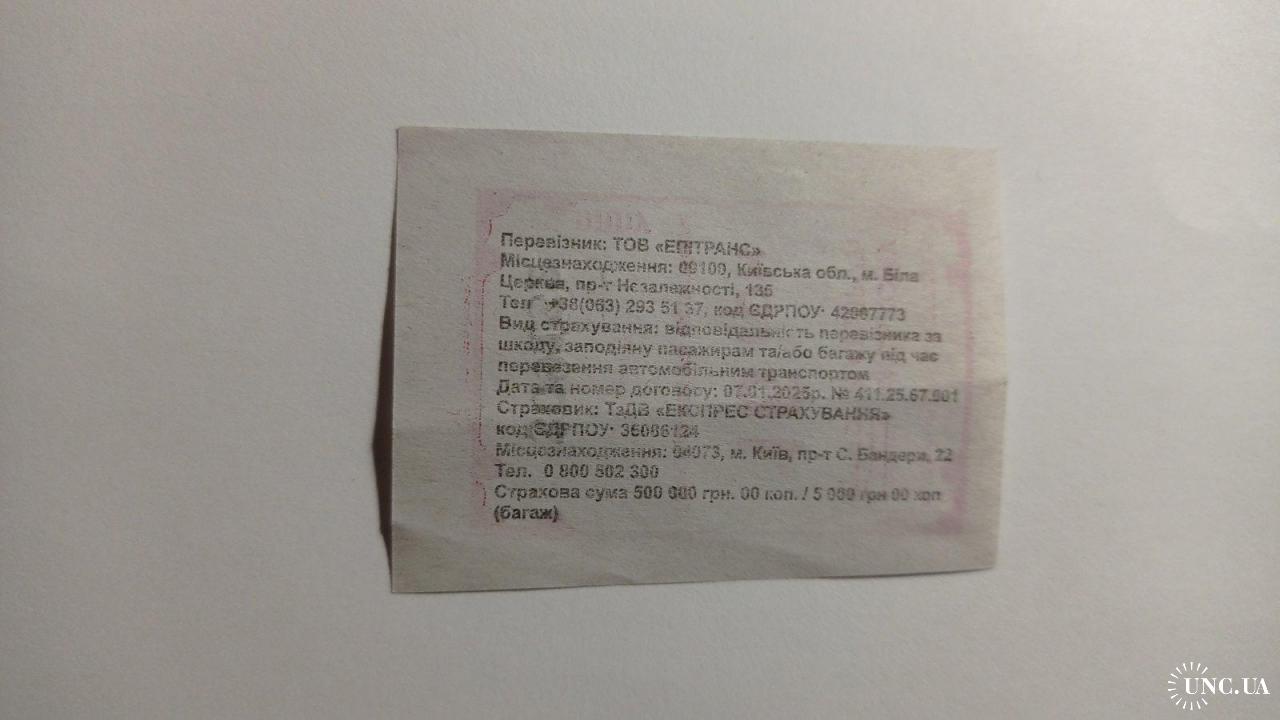 Перевізник: ТОВ «ЕПІТРАНС»
Місцезнаходження: 09100, Київська обл., м. Біла
Церква, пр-т Незалежності, 135
Тел +38(063) 293 51 37, код ЄДРПОУ 42987773
Вид страхування: відповідальність перевізника за
шкоду, заподіяну пасажирам та/або багажу під час
перевезення автомобільним транспортом
Дата та номер договору: 07.01.2025р. № 411.25.67.001
Страховик: ТзДВ «ЕКСПРЕС СТРАХУВАННЯ»
код ЄДРПОУ 36086124
Місцезнаходження: 04073, м. Київ, пр-т С. Бандери, 22
Тел. 0 800 802 300
Страхова сума 500 000 грн. 00 коп. / 5 000 грн 00 коп
(багаж)
UNC.UA